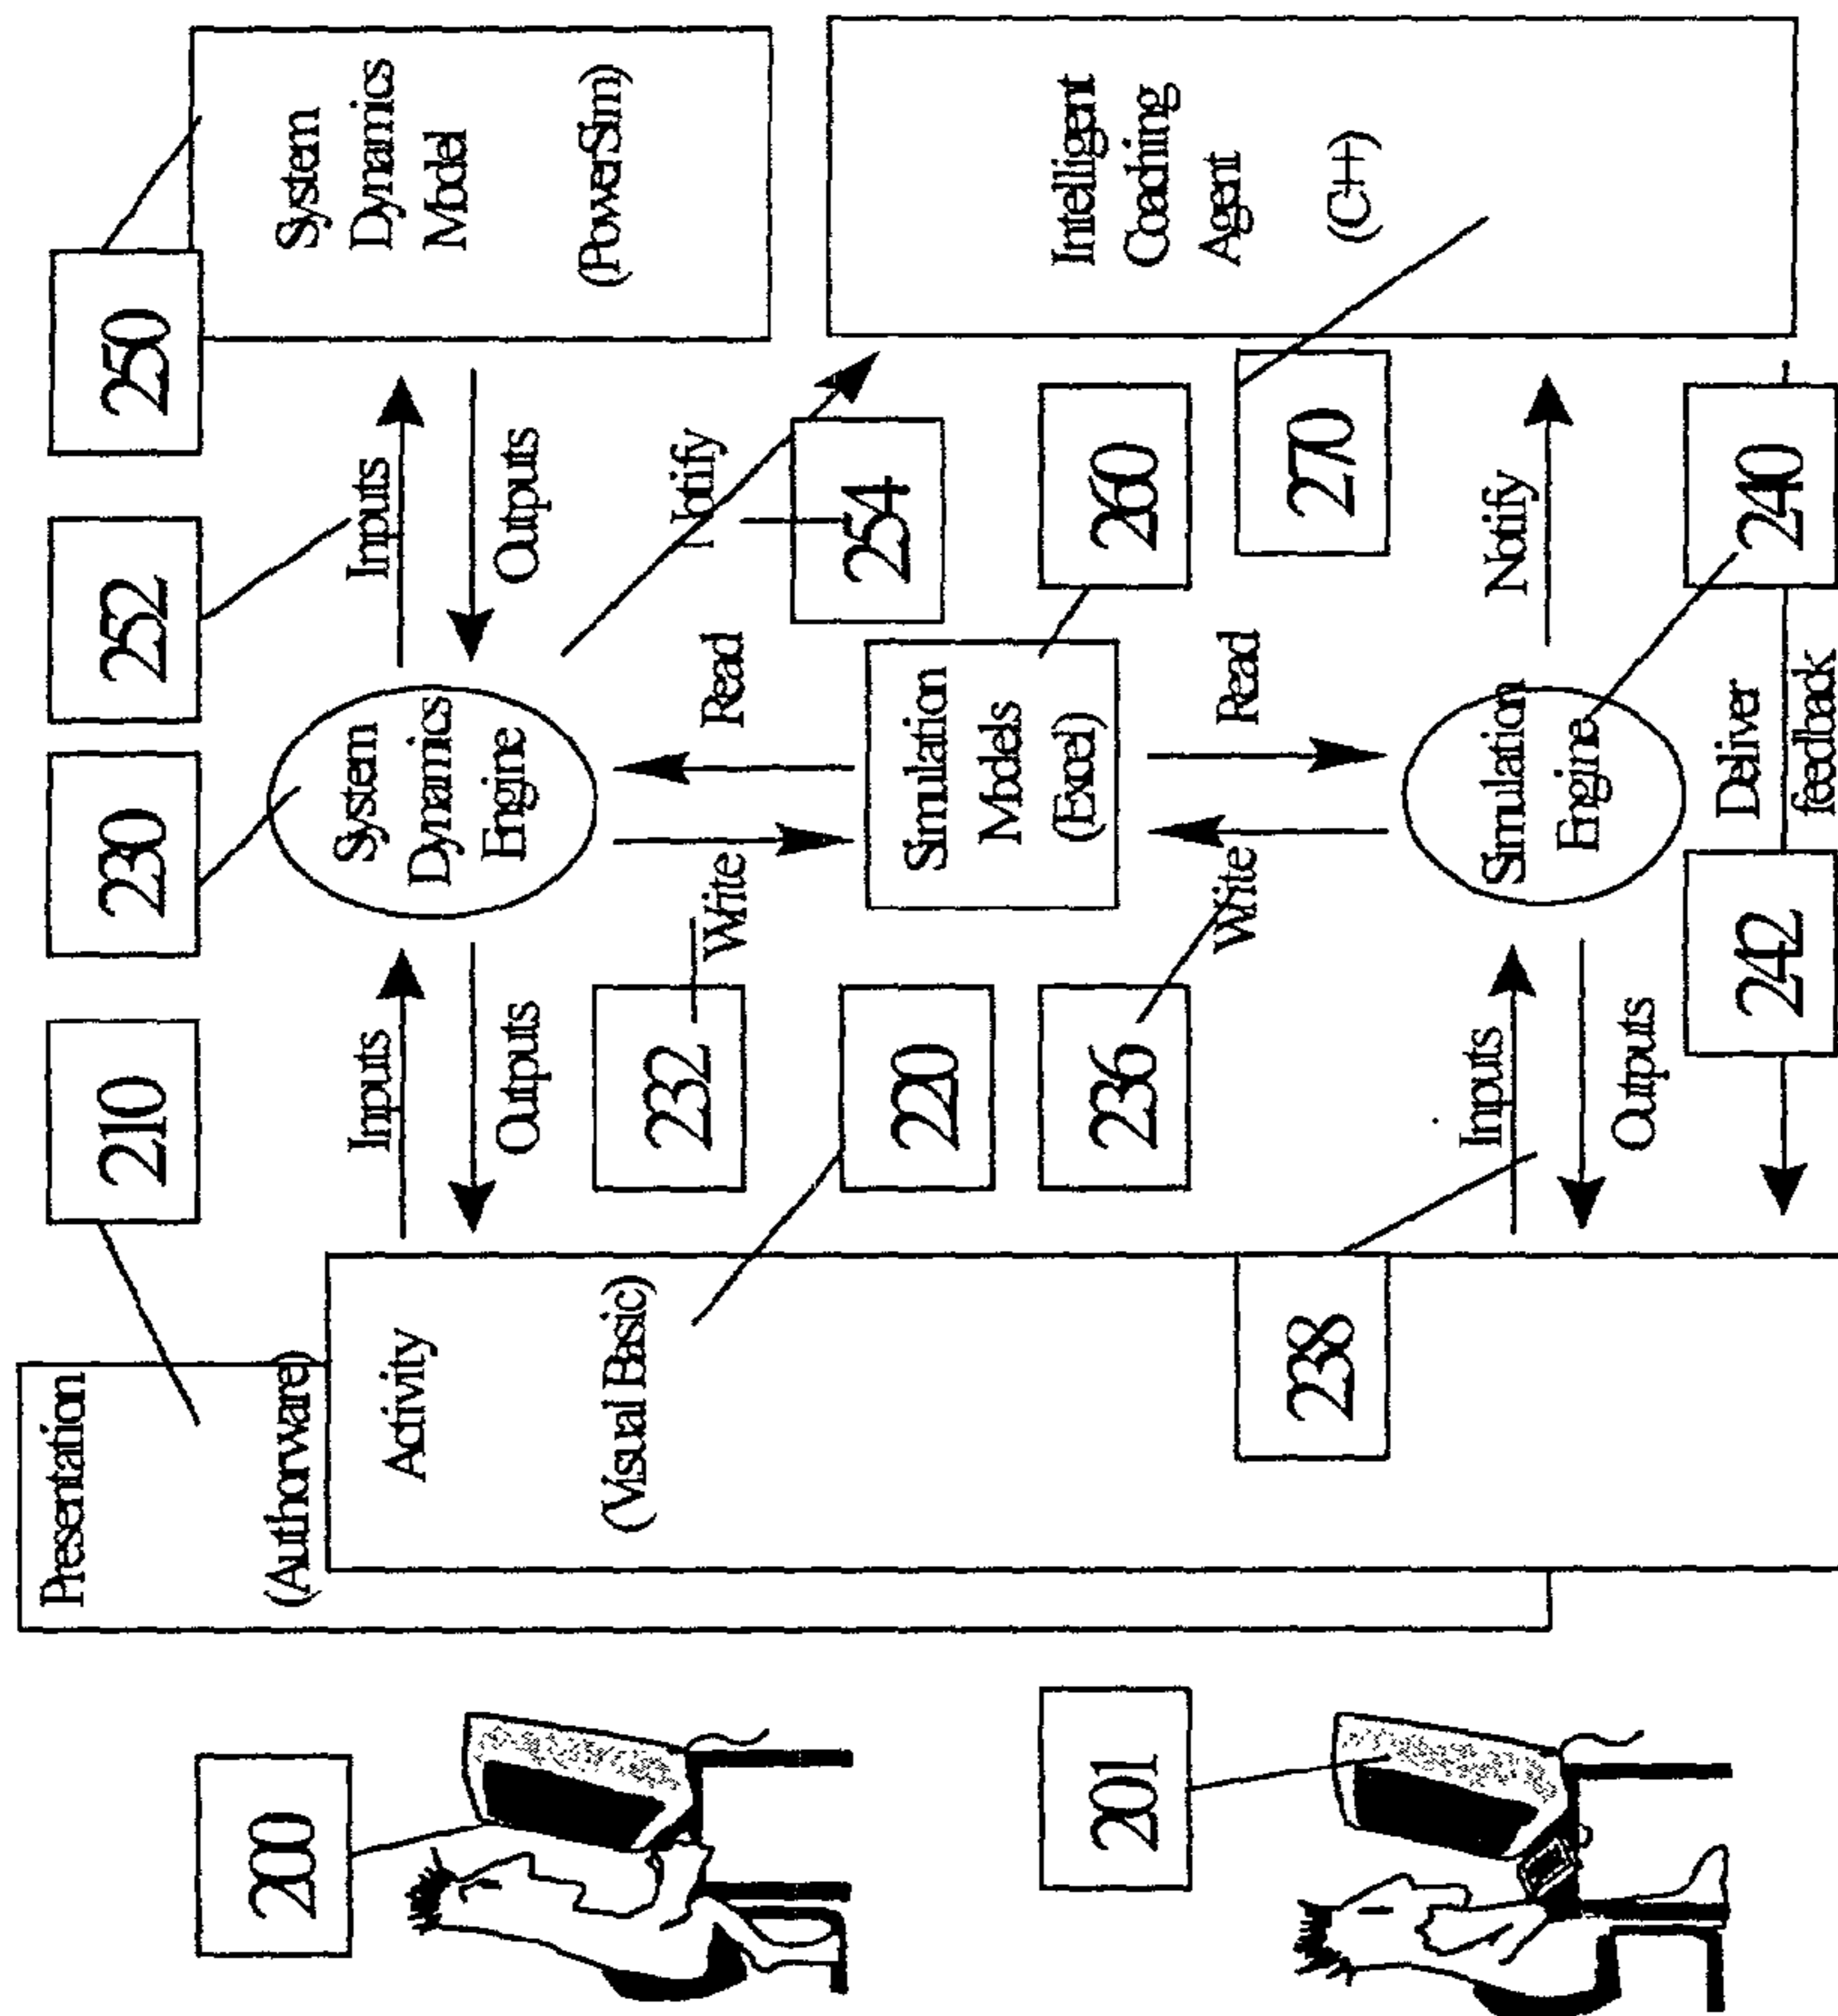 200
201
Presentation
(Authorware)
210
Activity
(Visual Basic)
238
Inputs
Outputs
230
System
Dynamics
Engine
252
Inputs
Outputs
250
System
Dynamics
Model
(PowerSim)
Notify
254
232
Write
Read
220
Simulation
Models
(Excel)
260
236
Write
Read
270
Intelligent
Coaching
Agent
(C++)
Inputs
Outputs
Simulation
Engine
Notify
240
242
Deliver
feedback